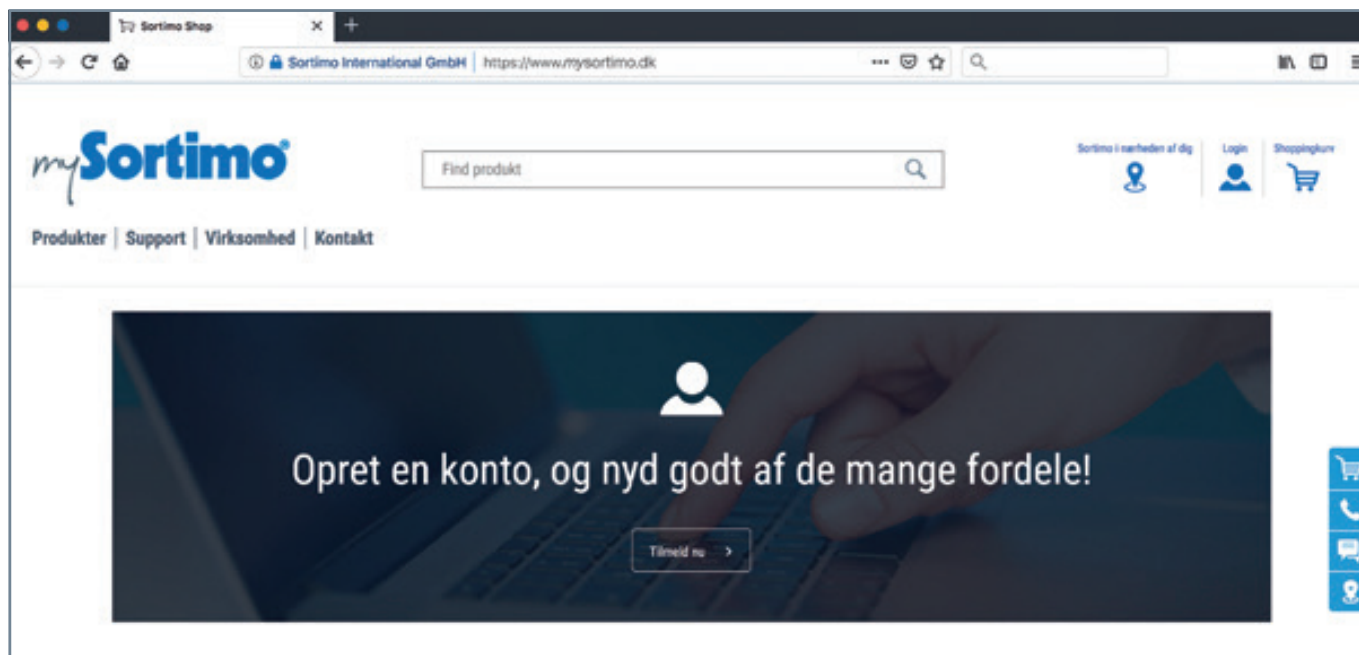 Sortimo Shop
Sortimo International GmbH https://www.mysortimo.dk
mySortimo®
Find produkt
Sortimo i nærheden af dig
Login
Shoppingkurv
Produkter | Support | Virksomhed | Kontakt
Opret en konto, og nyd godt af de mange fordele!
Tilmeld nu